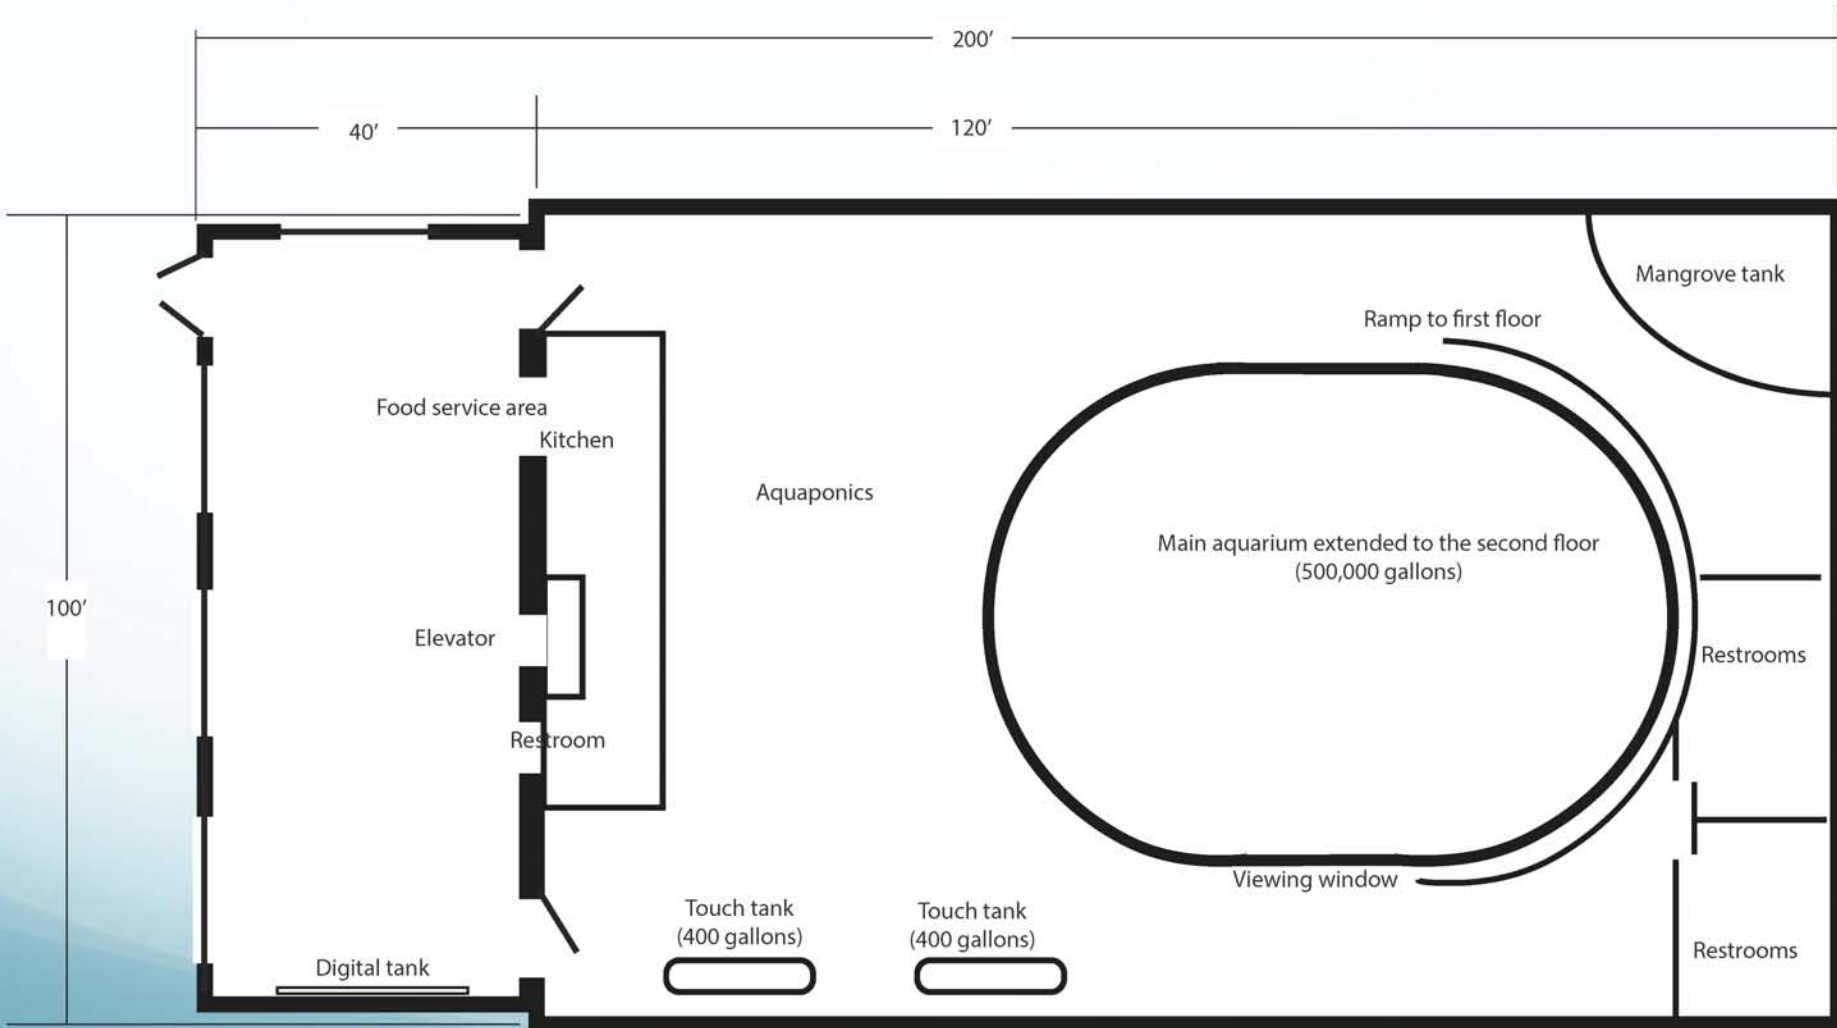 200’
40’
120’
Mangrove tank
Ramp to first floor
Food service area
Kitchen
Aquaponics
Main aquarium extended to the second floor
(500,000 gallons)
100’
Elevator
Restrooms
Restroom
Viewing window
Touch tank
(400 gallons)
Touch tank
(400 gallons)
Restrooms
Digital tank